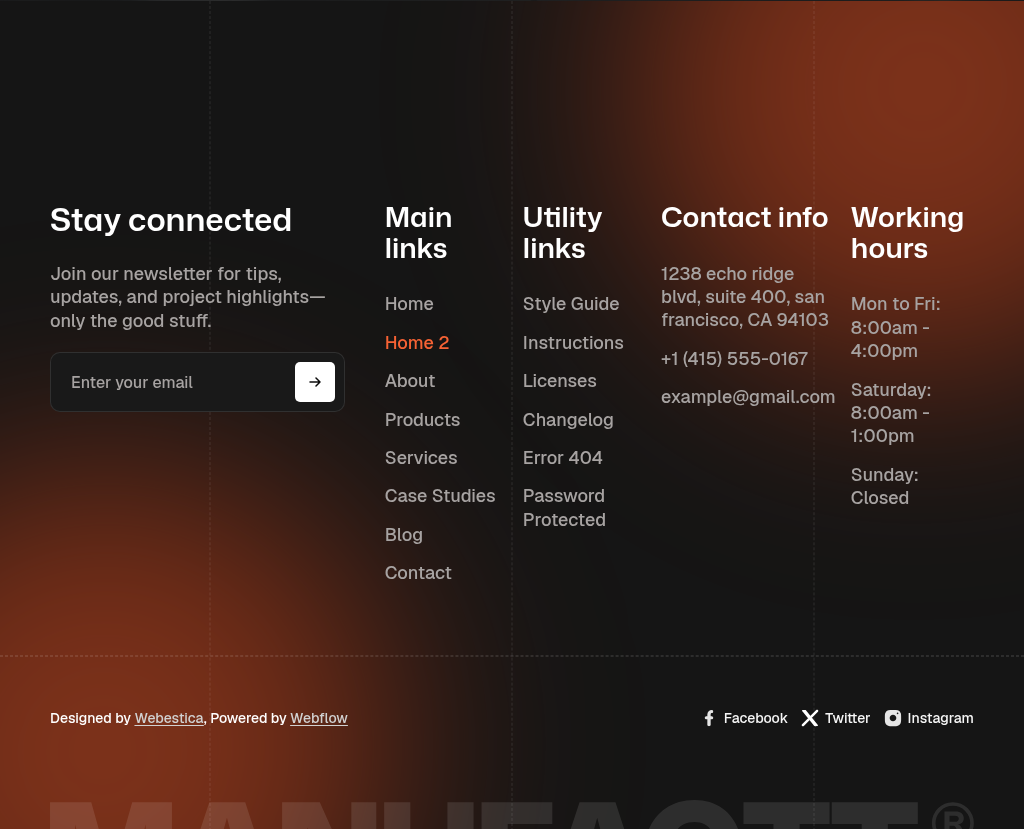 Stay connected
Join our newsletter for tips,
updates, and project highlights—
only the good stuff.
Enter your email
Main
links
Home
Home 2
About
Products
Services
Case Studies
Blog
Contact
Utility
links
Style Guide
Instructions
Licenses
Changelog
Error 404
Password
Protected
Contact info
1238 echo ridge
blvd, suite 400, san
francisco, CA 94103
+1 (415) 555-0167
example@gmail.com
Working
hours
Mon to Fri:
8:00am -
4:00pm
Saturday:
8:00am -
1:00pm
Sunday:
Closed
Designed by Webestica, Powered by Webflow
Facebook
Twitter
Instagram